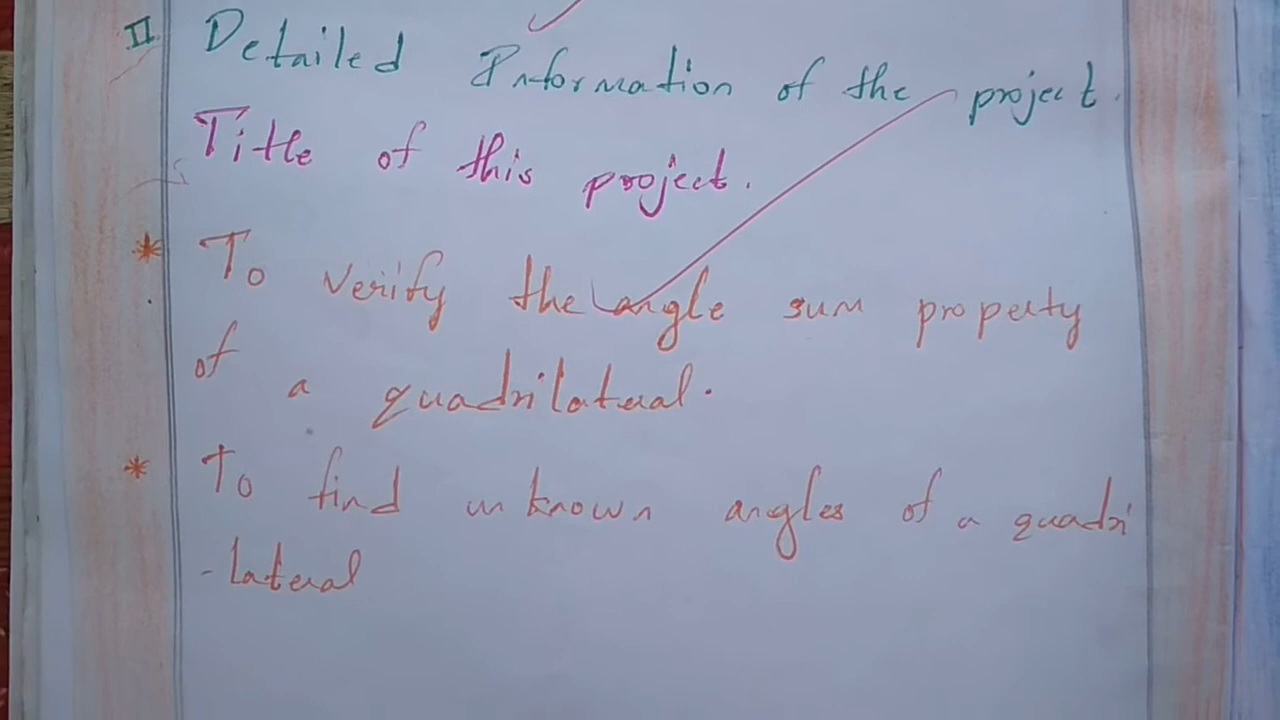 II Detailed Information of the project.
Title of this project.
* To verify the angle sum property
of a quadrilateral.
* To find unknown angles of a quadri
- lateral